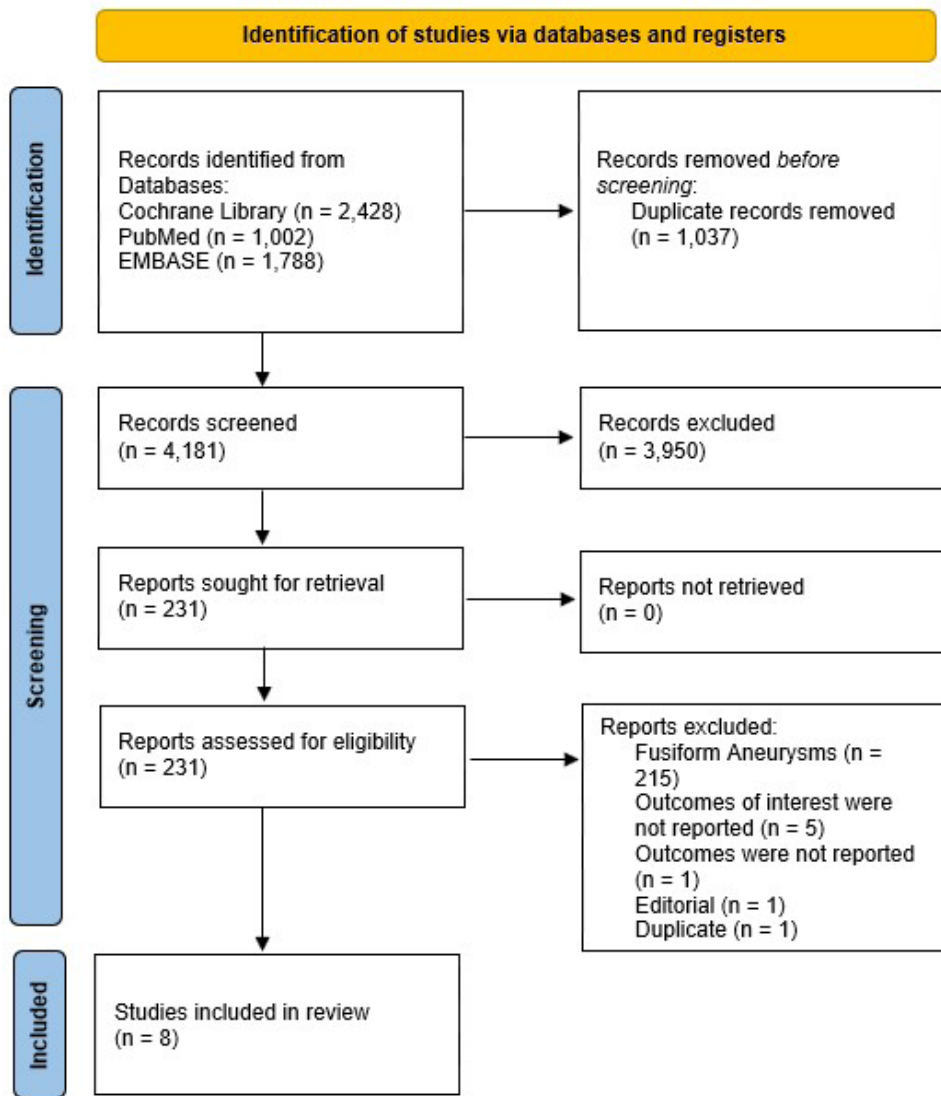 Identification of studies via databases and registers
Identification
Records identified from
Databases:
Cochrane Library (n = 2,428)
PubMed (n = 1,002)
EMBASE (n = 1,788)
Records removed before
screening:
Duplicate records removed
(n = 1,037)
Screening
Records screened
(n = 4,181)
Records excluded
(n = 3,950)
Reports sought for retrieval
(n = 231)
Reports not retrieved
(n = 0)
Reports assessed for eligibility
(n = 231)
Reports excluded:
Fusiform Aneurysms (n =
215)
Outcomes of interest were
not reported (n = 5)
Outcomes were not reported
(n = 1)
Editorial (n = 1)
Duplicate (n = 1)
Included
Studies included in review
(n = 8)